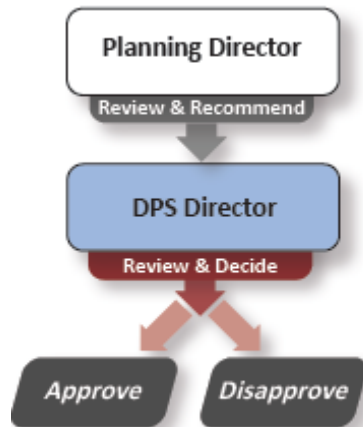 Planning Director
Review & Recommend
DPS Director
Review & Decide
Approve
Disapprove